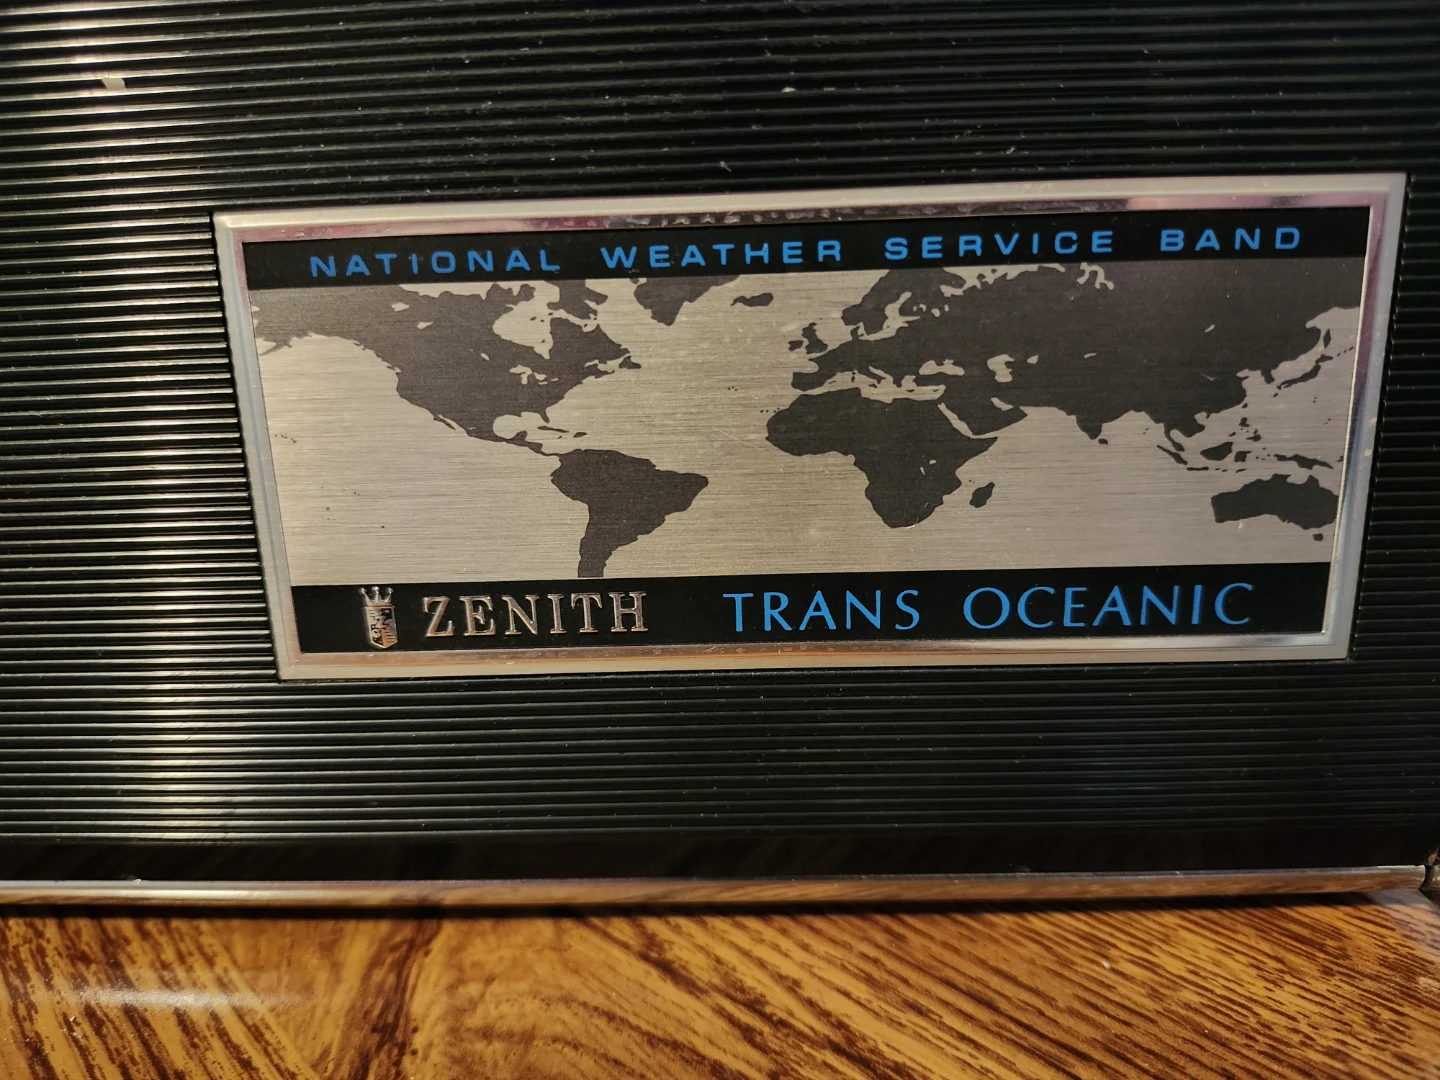 NATIONAL WEATHER SERVICE BAND
ZENITH TRANS OCEANIC